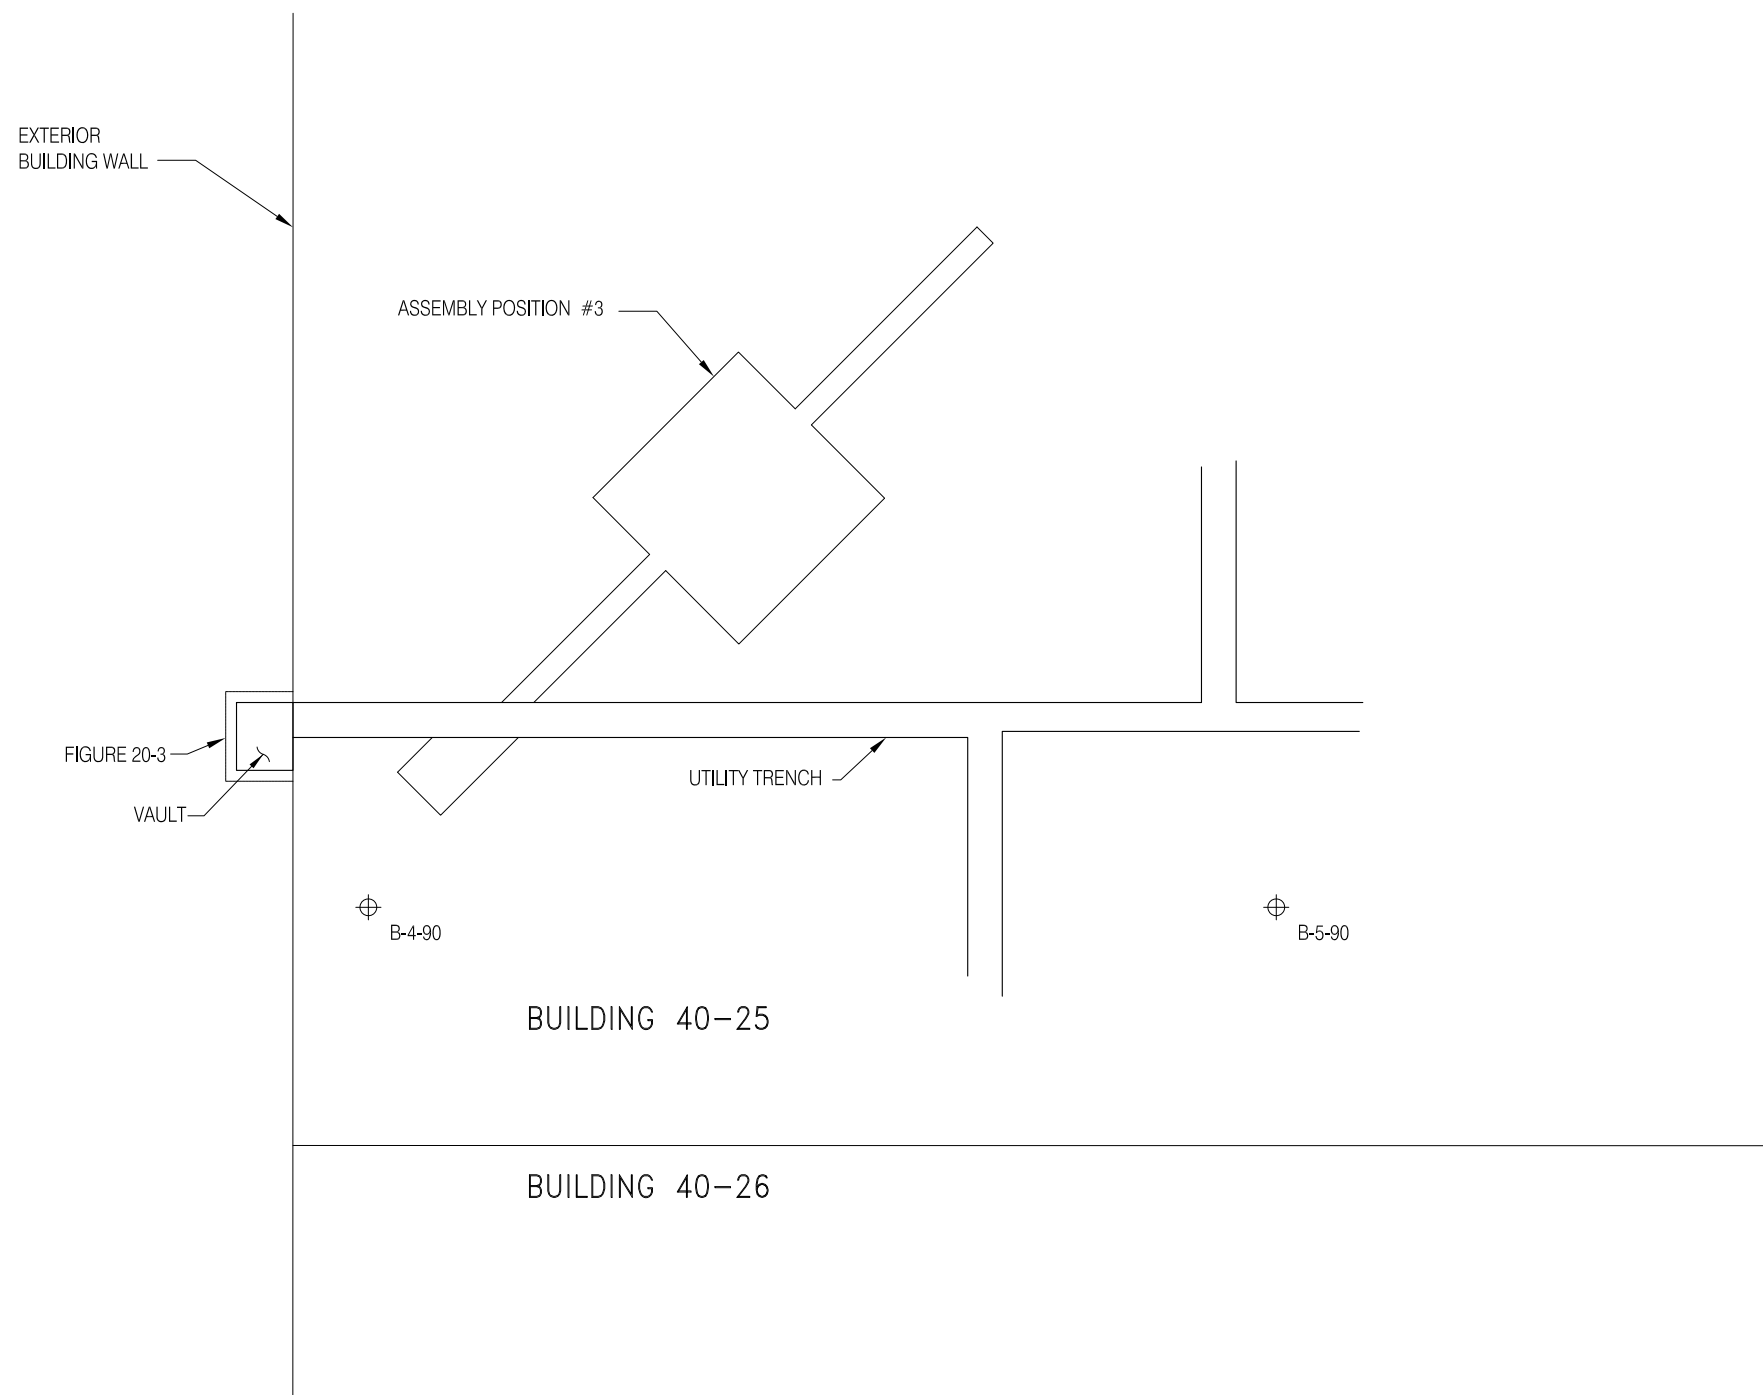 EXTERIOR
BUILDING WALL
ASSEMBLY POSITION #3
FIGURE 20-3
UTILITY TRENCH
VAULT
B-4-90
B-5-90
BUILDING 40-25
BUILDING 40-26